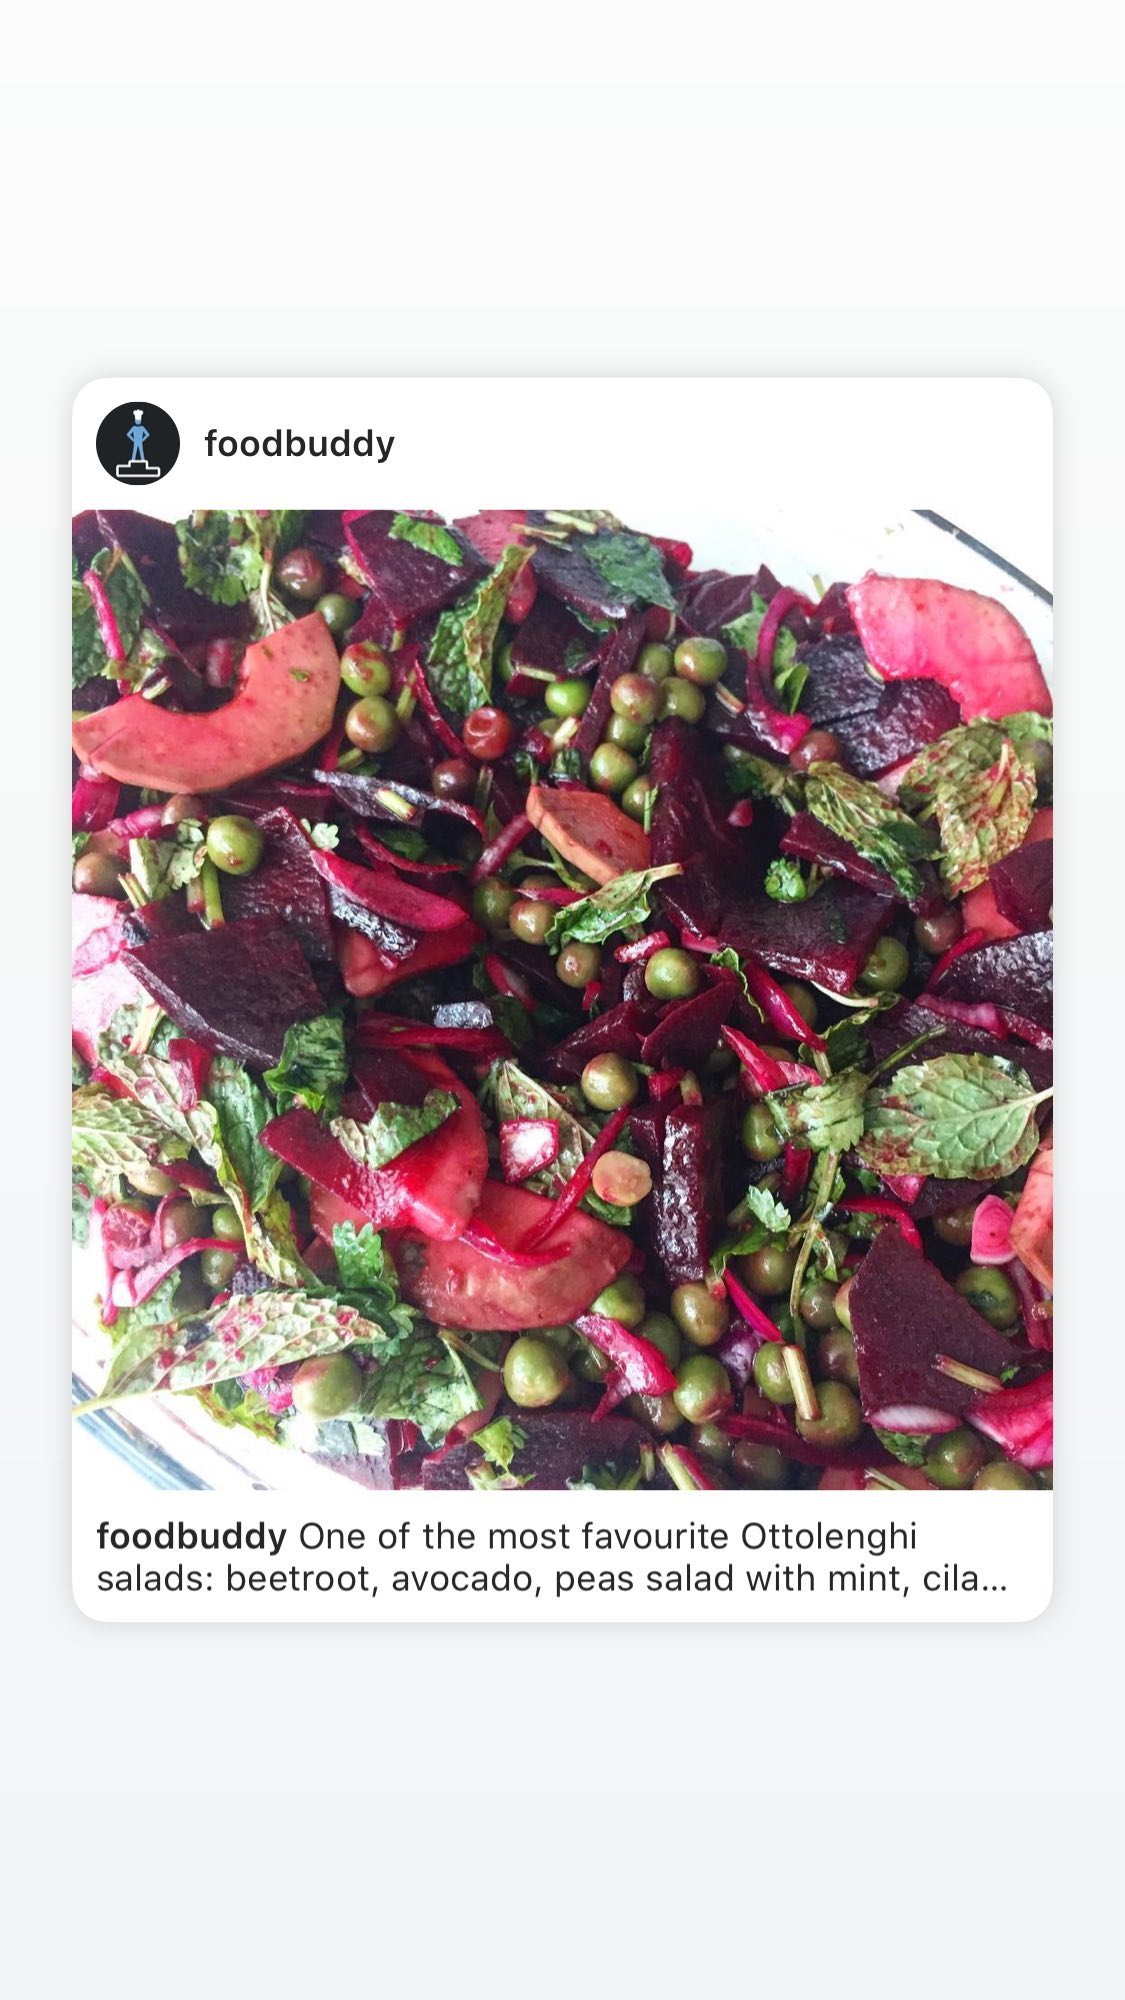 foodbuddy
foodbuddy One of the most favourite Ottolenghi
salads: beetroot, avocado, peas salad with mint, cila...